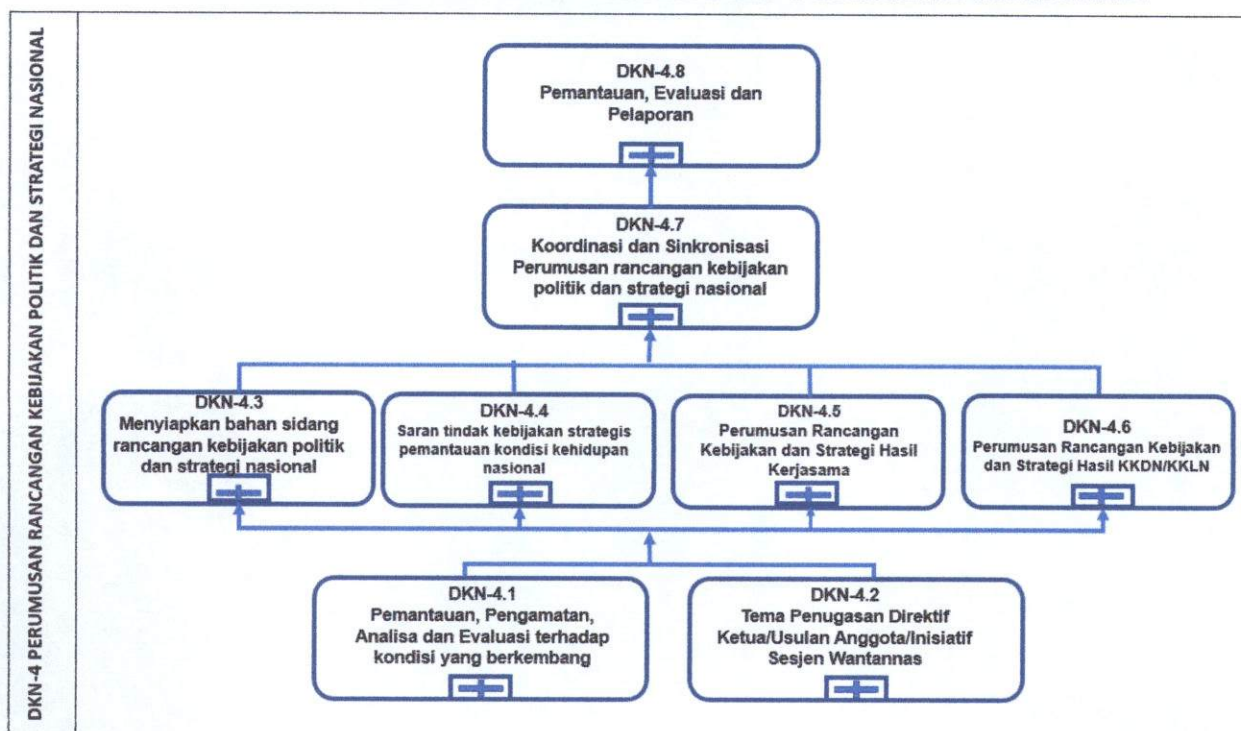 DKN-4 PERUMUSAN RANCANGAN KEBIJAKAN POLITIK DAN STRATEGI NASIONAL
DKN-4.8
Pemantauan, Evaluasi dan
Pelaporan
DKN-4.7
Koordinasi dan Sinkronisasi
Perumusan rancangan kebijakan
politik dan strategi nasional
DKN-4.3
Menyiapkan bahan sidang
rancangan kebijakan politik
dan strategi nasional
DKN-4.4
Saran tindak kebijakan strategis
pemantauan kondisi kehidupan
nasional
DKN-4.5
Perumusan Rancangan
Kebijakan dan Strategi Hasil
Kerjasama
DKN-4.6
Perumusan Rancangan Kebijakan
dan Strategi Hasil KKDN/KKLN
DKN-4.1
Pemantauan, Pengamatan,
Analisa dan Evaluasi terhadap
kondisi yang berkembang
DKN-4.2
Tema Penugasan Direktif
Ketua/Usulan Anggota/Inisiatif
Sesjen Wantannas